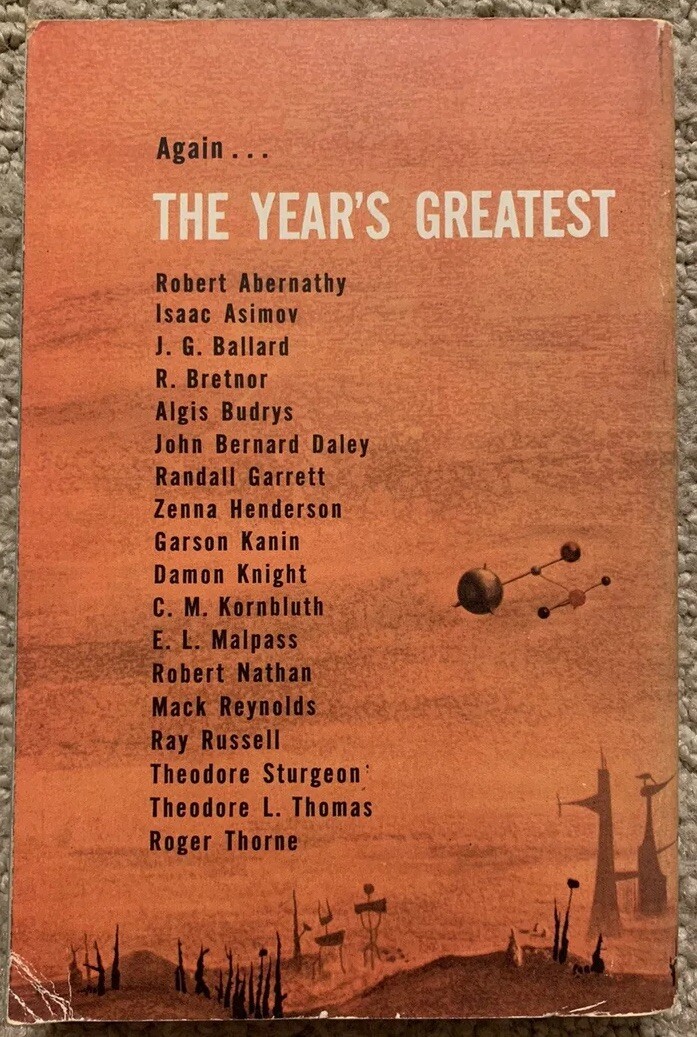 Again...
THE YEAR'S GREATEST
Robert Abernathy
Isaac Asimov
J. G. Ballard
R. Bretnor
Algis Budrys
John Bernard Daley
Randall Garrett
Zenna Henderson
Garson Kanin
Damon Knight
C. M. Kornbluth
E. L. Malpass
Robert Nathan
Mack Reynolds
Ray Russell
Theodore Sturgeon
Theodore L. Thomas
Roger Thorne